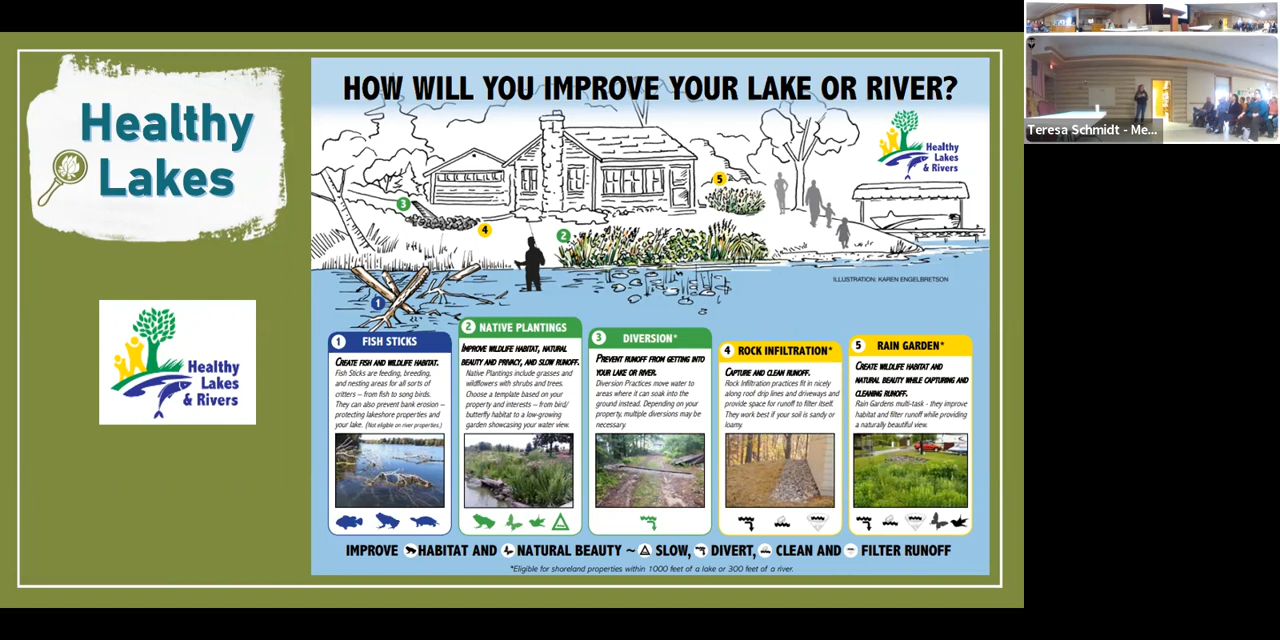 Healthy
Lakes
Healthy
Lakes
& Rivers
HOW WILL YOU IMPROVE YOUR LAKE OR RIVER?
Healthy
Lakes
& Rivers
5
3
4
2
1
ILLUSTRATION: KAREN ENGELBRETSON
1 FISH STICKS
CREATE FISH AND WILDLIFE HABITAT.
Fish Sticks are feeding, breeding,
and nesting areas for all sorts of
critters – from fish to song birds.
They can also prevent bank erosion –
protecting lakeshore properties and
your lake. (Not eligible on river properties.)
2 NATIVE PLANTINGS
IMPROVE WILDLIFE HABITAT, NATURAL
BEAUTY AND PRIVACY, AND SLOW RUNOFF.
Native Plantings include grasses and
wildflowers with shrubs and trees.
Choose a template based on your
property and interests – from bird/
butterfly habitat to a low-growing
garden showcasing your water view.
3 DIVERSION*
PREVENT RUNOFF FROM GETTING INTO
YOUR LAKE OR RIVER.
Diversion Practices move water to
areas where it can soak into the
ground instead. Depending on your
property, multiple diversions may be
necessary.
4 ROCK INFILTRATION*
CAPTURE AND CLEAN RUNOFF.
Rock Infiltration practices fit in nicely
along roof drip lines and driveways and
provide space for runoff to filter itself.
They work best if your soil is sandy or
loamy.
5 RAIN GARDEN*
CREATE WILDLIFE HABITAT AND
NATURAL BEAUTY WHILE CAPTURING AND
CLEANING RUNOFF.
Rain Gardens multi-task - they improve
habitat and filter runoff while providing
a naturally beautiful view.
IMPROVE HABITAT AND NATURAL BEAUTY ~ SLOW, DIVERT, CLEAN AND FILTER RUNOFF
*Eligible for shoreland properties within 1000 feet of a lake or 300 feet of a river.
Teresa Schmidt - Me...